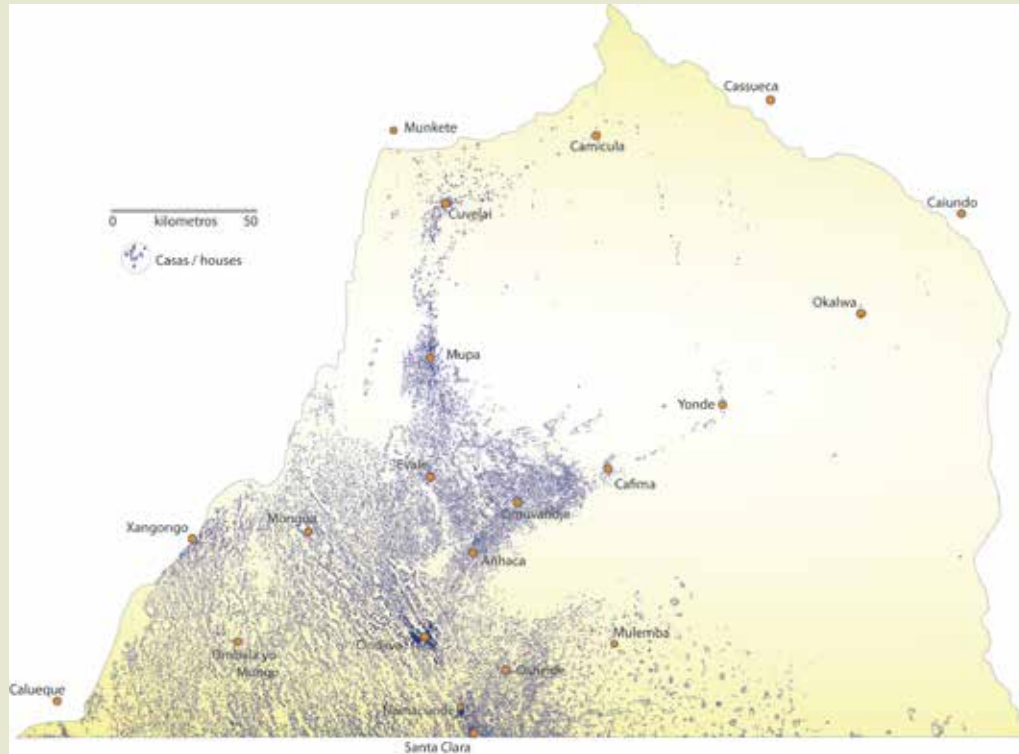 Cassueca
Munkete
Camicula
Cuvelai
Caiundo
0 kilometros 50
Casas / houses
Okalwa
Mupa
Yonde
Evale
Cafima
Xangongo
Mongua
Anhaca
Mulemba
Ombala yo
Mungo
Calueque
Namacunde
Santa Clara